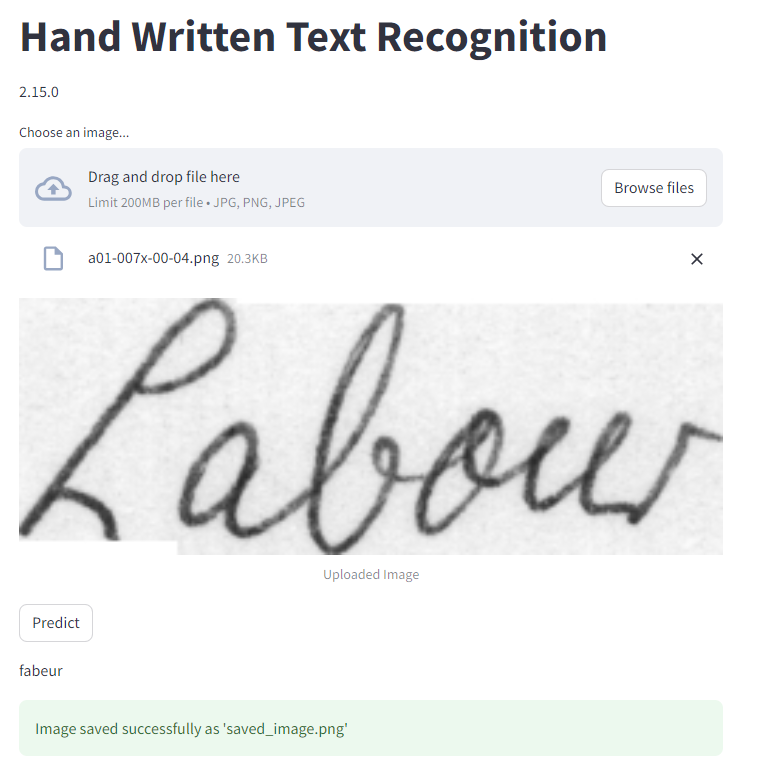 Hand Written Text Recognition
2.15.0
Choose an image...
Drag and drop file here
Limit 200MB per file • JPG, PNG, JPEG
Browse files
a01-007x-00-04.png 20.3KB
Labour
Uploaded Image
Predict
fabeur
Image saved successfully as 'saved_image.png'